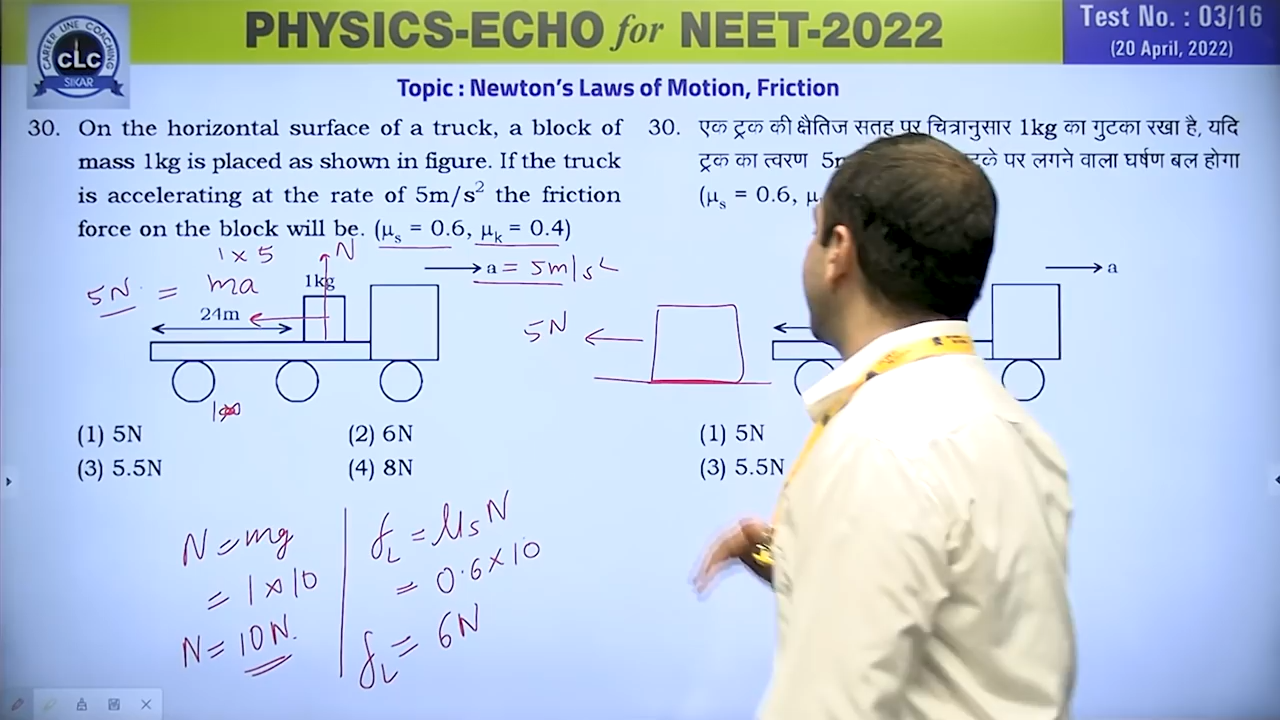 CAREER LINE COACHING
CLC
SIKAR
PHYSICS-ECHO for NEET-2022
Test No. : 03/16
(20 April, 2022)
Topic : Newton's Laws of Motion, Friction
30. On the horizontal surface of a truck, a block of
mass 1kg is placed as shown in figure. If the truck
is accelerating at the rate of 5m/s² the friction
force on the block will be. (μs = 0.6, μk = 0.4)
1 × 5
N
5N = ma
1kg
a = 5m/s²
24m
5N
(1) 5N
(2) 6N
(3) 5.5N
(4) 8N
N = mg
= 1 × 10
N = 10N.
fL = μsN
= 0.6 × 10
fL = 6N
30. एक ट्रक की क्षैतिज सतह पर चित्रानुसार 1kg का गुटका रखा है, यदि
ट्रक का त्वरण पर लगने वाला घर्षण बल होगा
(μs = 0.6,
a
(1) 5N
(3) 5.5N